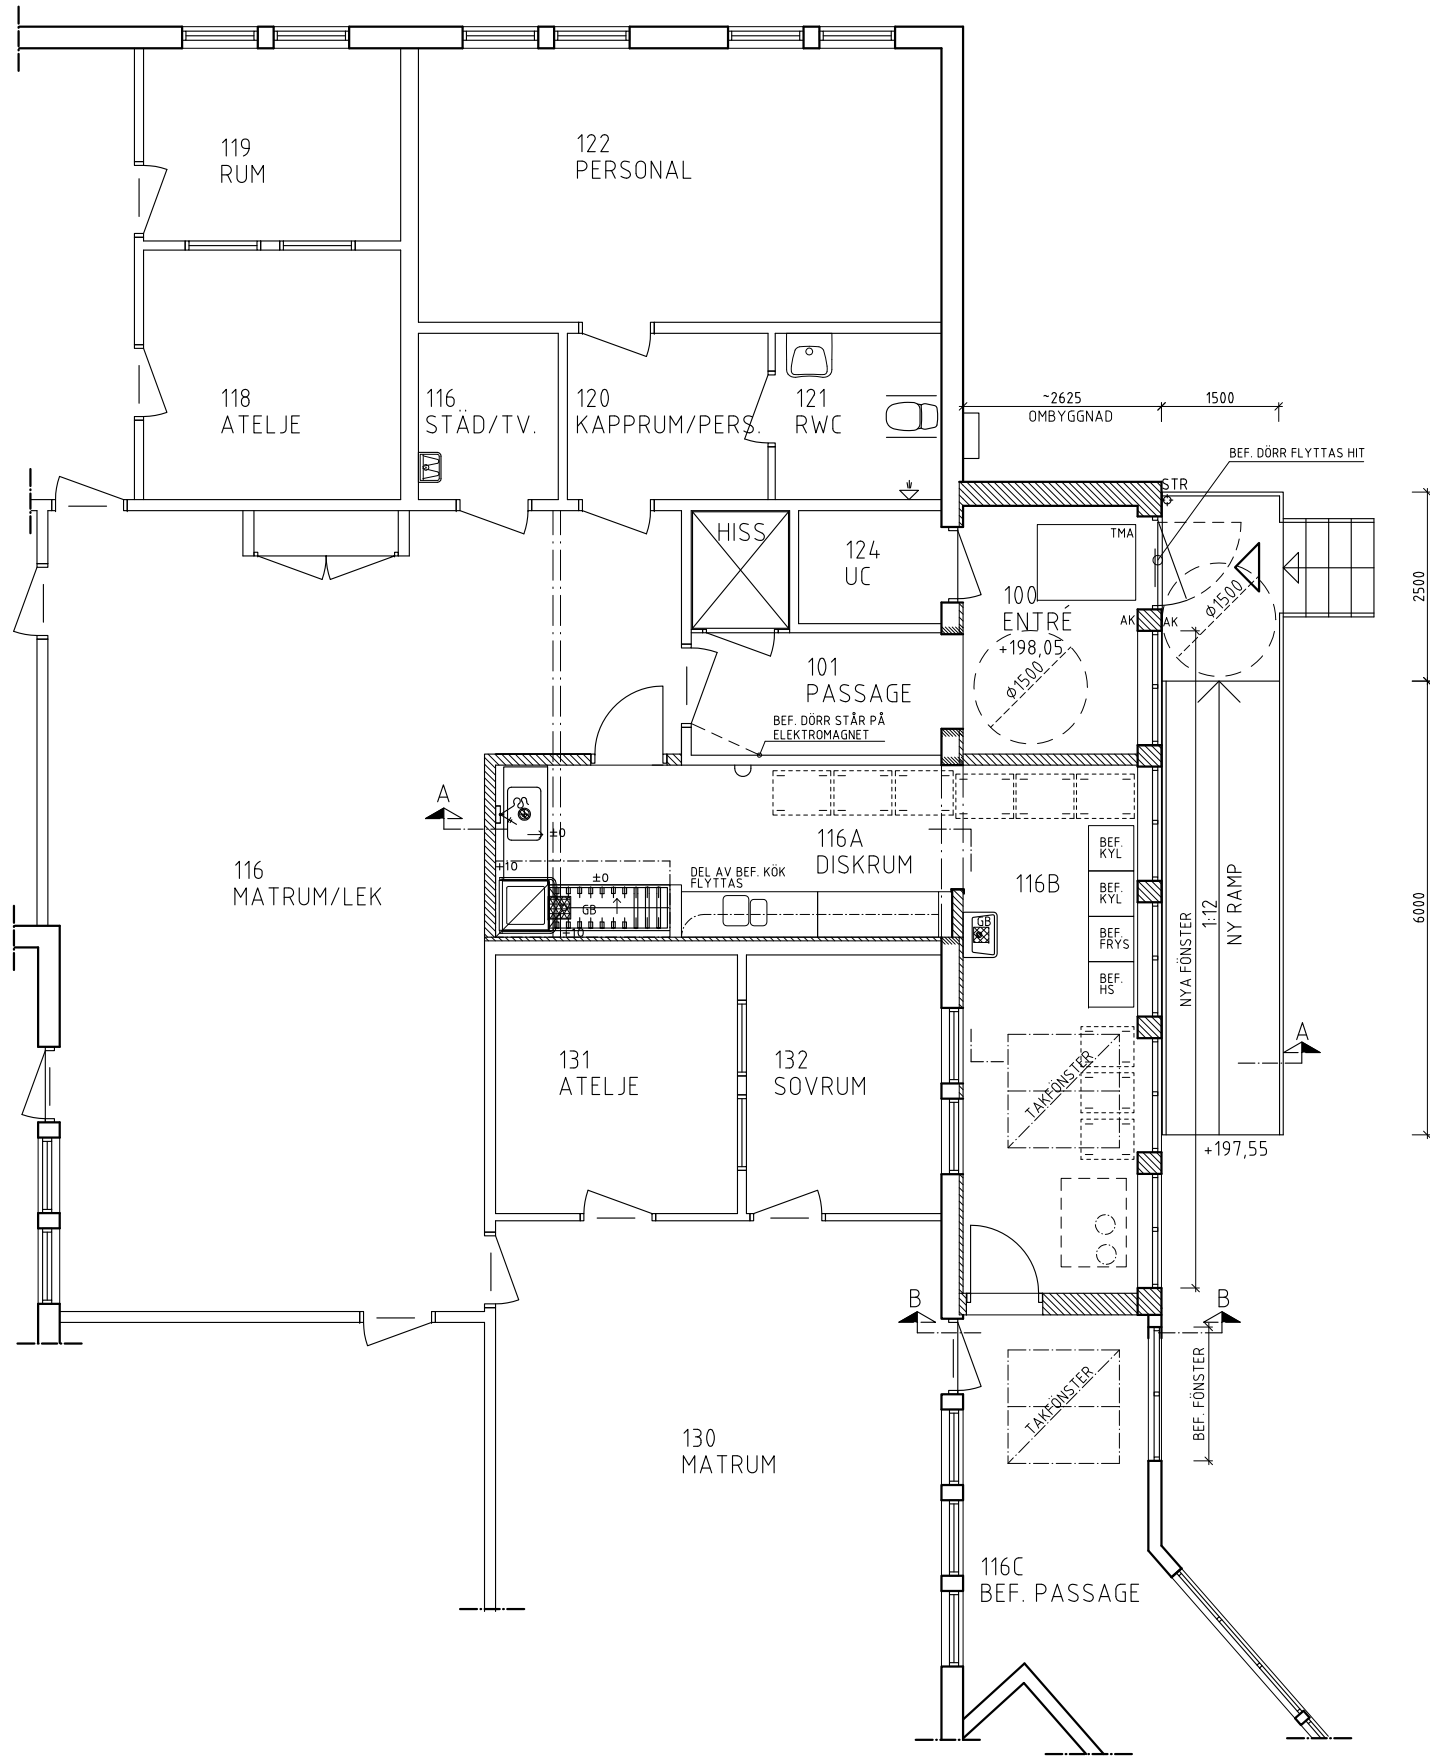 119
RUM
122
PERSONAL
118
ATELJE
116
STÄD/TV.
120
KAPPRUM/PERS.
121
RWC
~2625
OMBYGGNAD
1500
BEF. DÖRR FLYTTAS HIT
STR
HISS
124
UC
TMA
100
ENTRÉ
+198,05
Ø1500
AK
AK
Ø1500
2500
101
PASSAGE
BEF. DÖRR STÅR PÅ
ELEKTROMAGNET
A
±0
+10
±0
GB
+10
116A
DISKRUM
DEL AV BEF. KÖK
FLYTTAS
116B
GB
BEF.
KYL
BEF.
KYL
BEF.
FRYS
BEF.
HS
NYA FÖNSTER
1:12
NY RAMP
6000
116
MATRUM/LEK
131
ATELJE
132
SOVRUM
TAKFÖNSTER
A
+197,55
B
B
TAKFÖNSTER
BEF. FÖNSTER
130
MATRUM
116C
BEF. PASSAGE